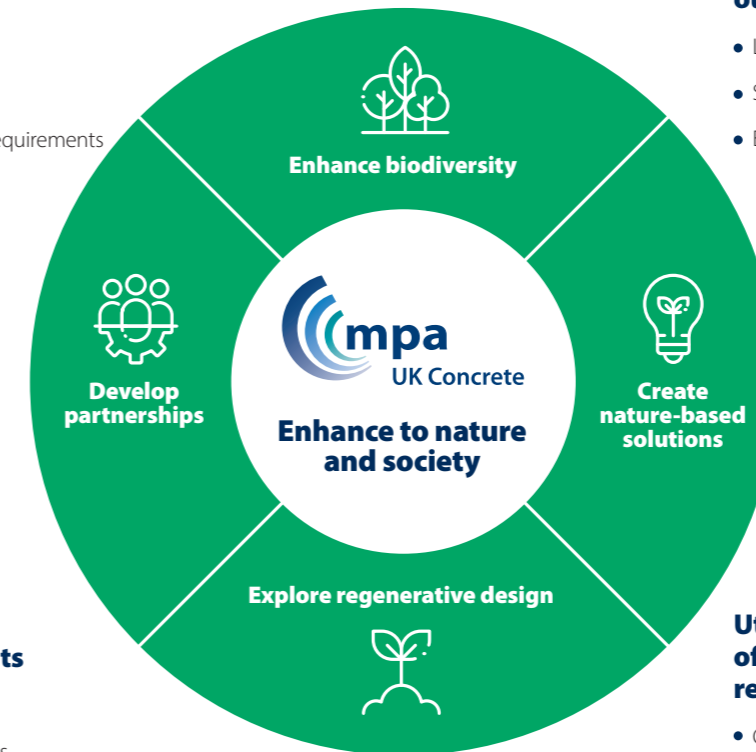 Enhance biodiversity
mpa
UK Concrete
Enhance to nature
and society
Develop
partnerships
Create
nature-based
solutions
Explore regenerative design